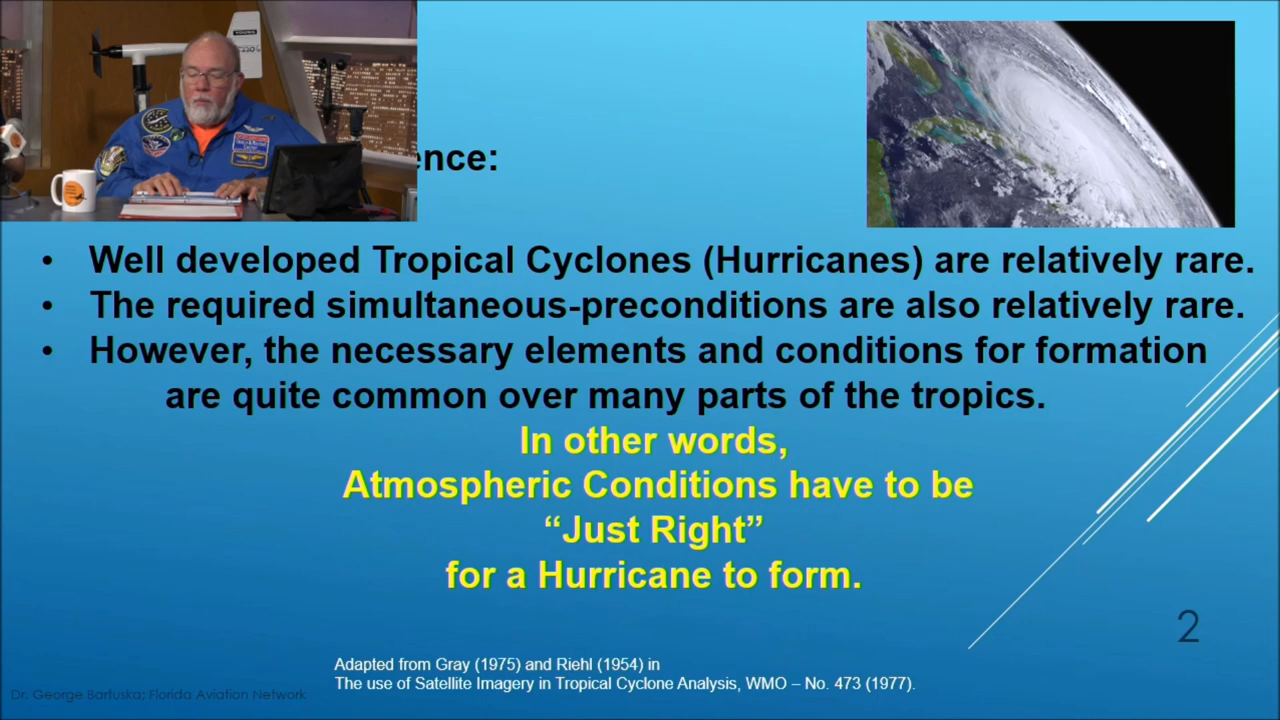 YOUNG
ence:
• Well developed Tropical Cyclones (Hurricanes) are relatively rare.
• The required simultaneous-preconditions are also relatively rare.
• However, the necessary elements and conditions for formation
are quite common over many parts of the tropics.
In other words,
Atmospheric Conditions have to be
“Just Right”
for a Hurricane to form.
2
Adapted from Gray (1975) and Riehl (1954) in
The use of Satellite Imagery in Tropical Cyclone Analysis, WMO – No. 473 (1977).
Dr. George Bartuska; Florida Aviation Network